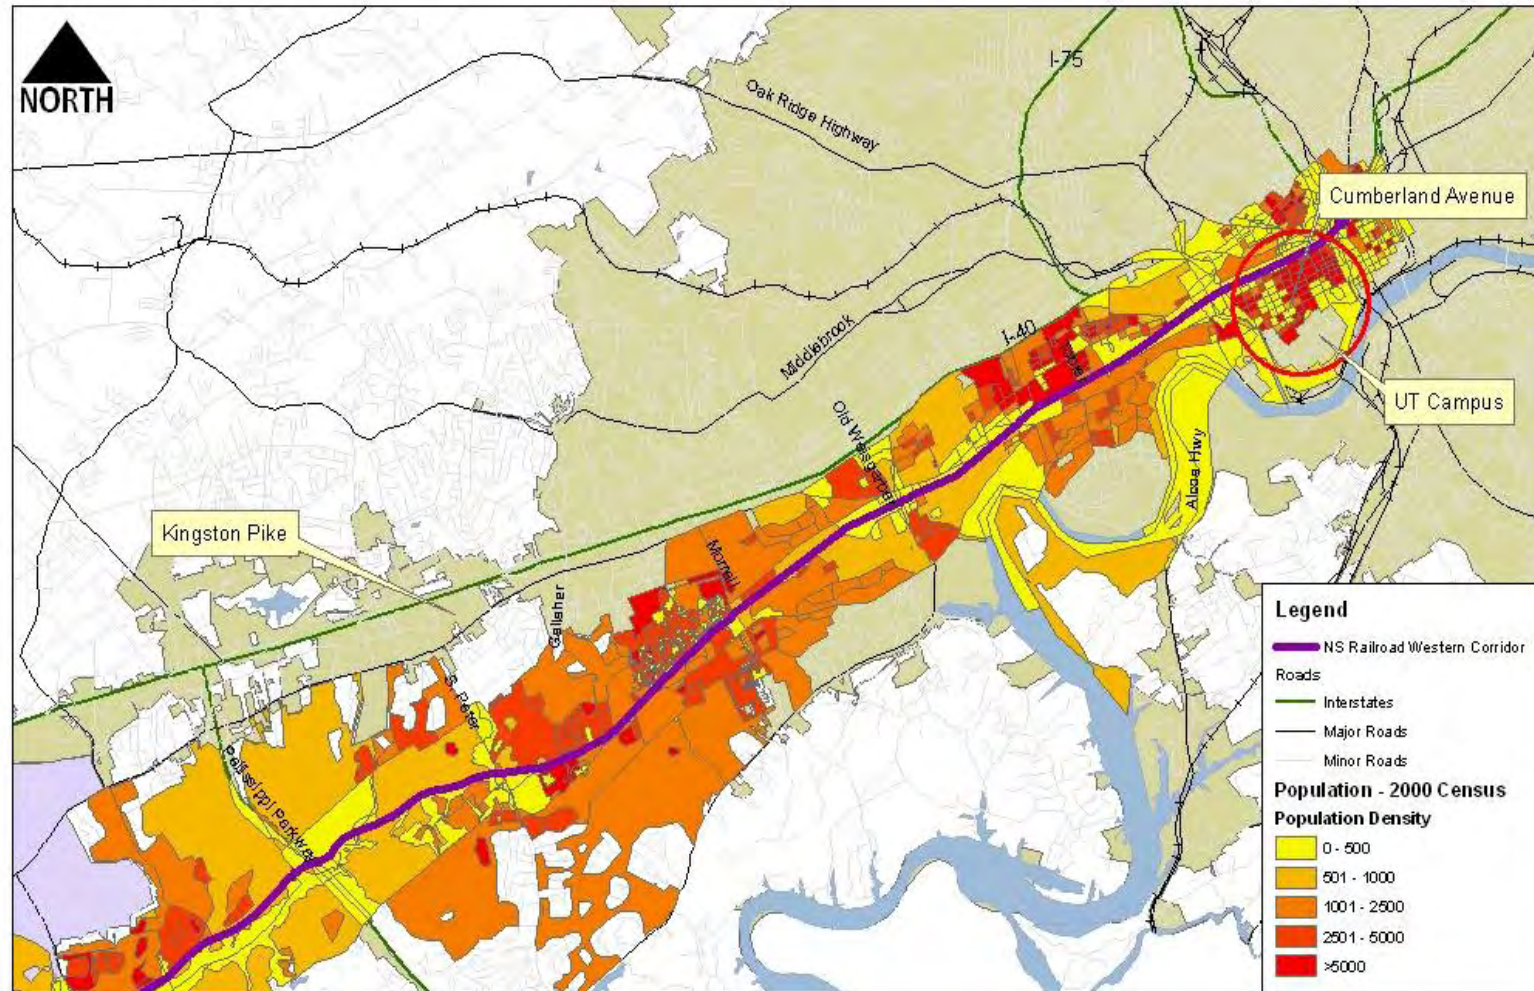 NORTH
I-75
Oak Ridge Highway
Cumberland Avenue
Middlebrook
I-40
UT Campus
Old Weisgarber
Alcoa Hwy
Kingston Pike
Morrell
Gallaher
S. Peter
Pellissippi Parkway
Legend
NS Railroad Western Corridor
Roads
Interstates
Major Roads
Minor Roads
Population - 2000 Census
Population Density
0 - 500
501 - 1000
1001 - 2500
2501 - 5000
>5000